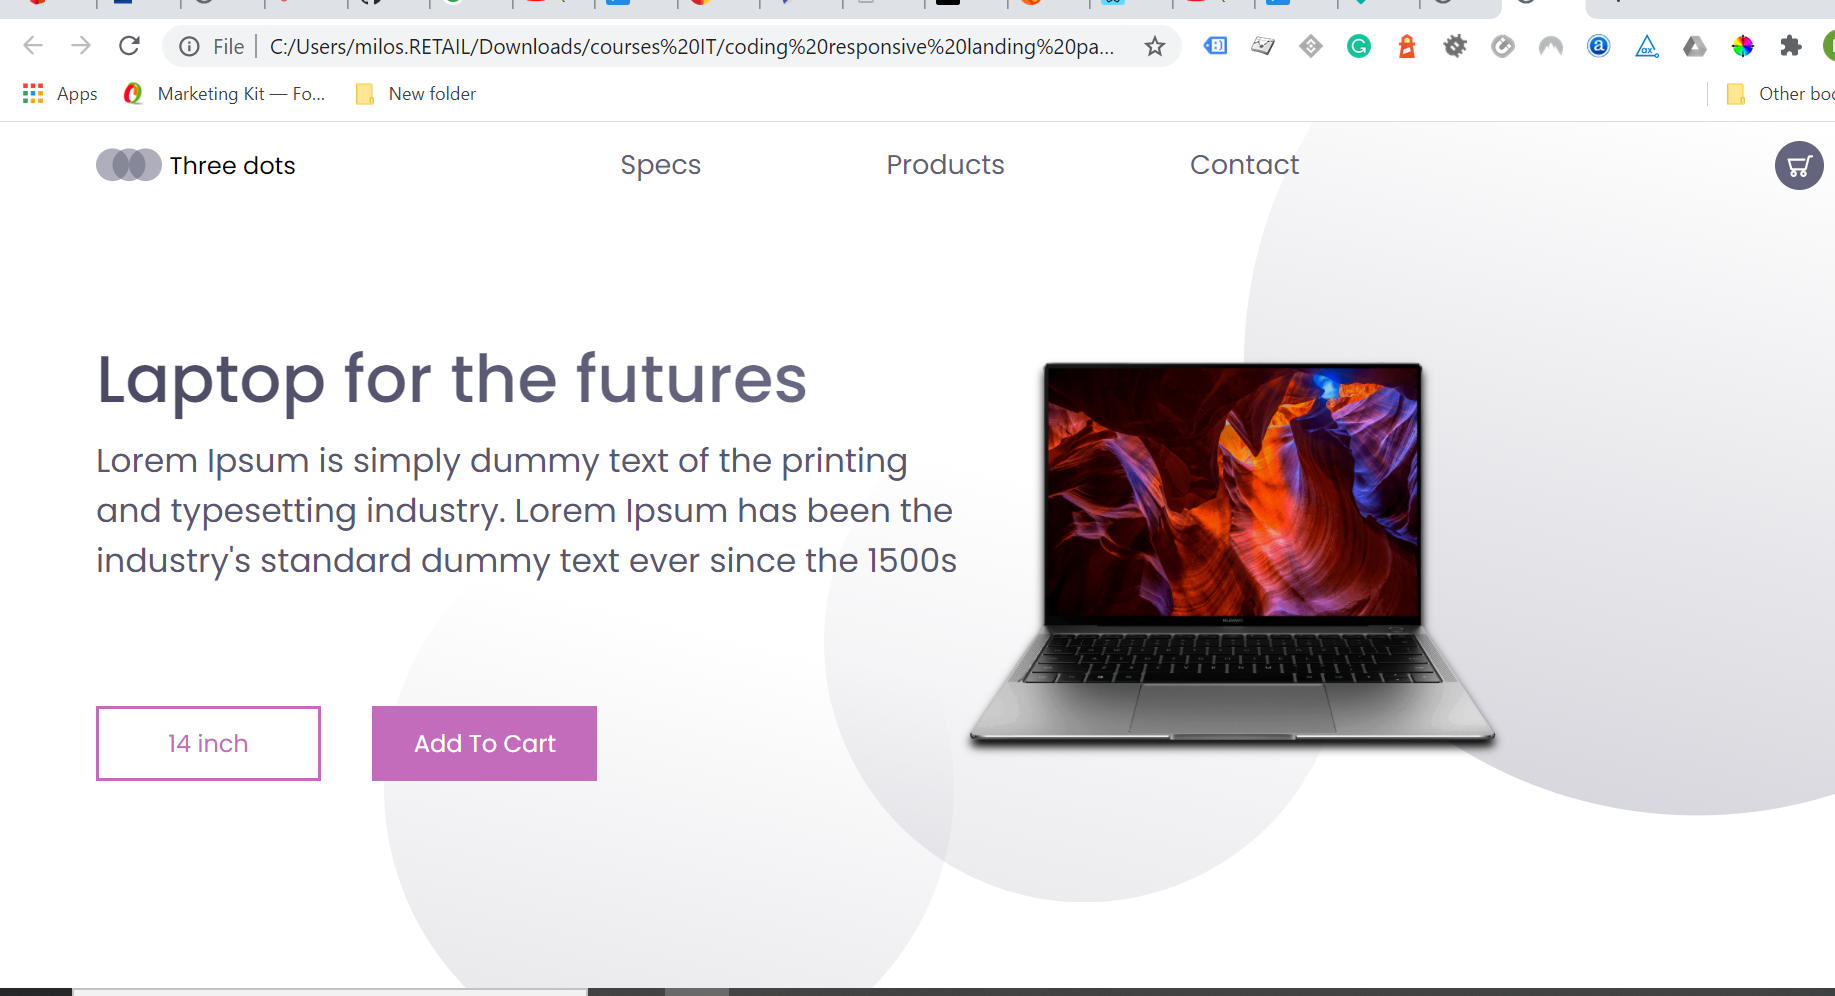 File C:/Users/milos.RETAIL/Downloads/courses%20IT/coding%20responsive%20landing%20pa...
Apps Marketing Kit — Fo... New folder Other boo
Three dots Specs Products Contact
Laptop for the futures
Lorem Ipsum is simply dummy text of the printing
and typesetting industry. Lorem Ipsum has been the
industry's standard dummy text ever since the 1500s
14 inch Add To Cart